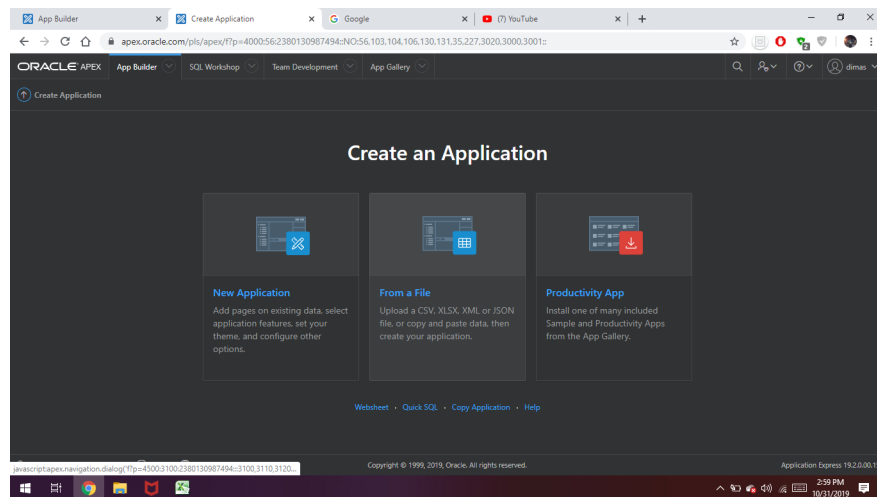 App Builder
Create Application
Google
(7) YouTube
apex.oracle.com/pls/apex/f?p=4000:56:2380130987494::NO:56,103,104,106,130,131,35,227,3020,3000,3001::
2
ORACLE APEX
App Builder
SQL Workshop
Team Development
App Gallery
dimas
Create Application
Create an Application
New Application
Add pages on existing data, select
application features, set your
theme, and configure other
options.
From a File
Upload a CSV, XLSX, XML or JSON
file, or copy and paste data, then
create your application.
Productivity App
Install one of many included
Sample and Productivity Apps
from the App Gallery.
Websheet • Quick SQL • Copy Application • Help
javascript:apex.navigation.dialog('f?p=4500:3100:2380130987494::3100,3110,3120...
Copyright © 1999, 2019, Oracle. All rights reserved.
Application Express 19.2.0.00.1
2:59 PM
10/31/2019